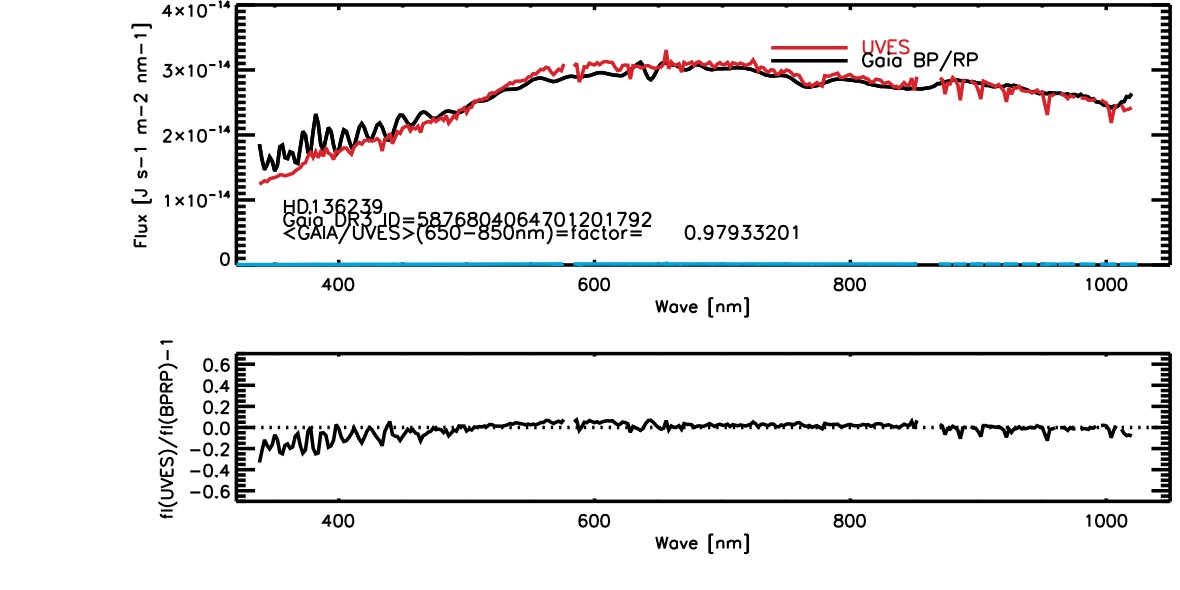 4×10⁻¹⁴
3×10⁻¹⁴
2×10⁻¹⁴
1×10⁻¹⁴
0
Flux [J s−1 m−2 nm−1]
UVES
Gaia BP/RP
HD136239
Gaia DR3 ID=5876804064701201792
<GAIA/UVES>(650−850nm)=factor= 0.97933201
400 600 800 1000
Wave [nm]
fl(UVES)/fl(BPRP)−1
0.6
0.4
0.2
0.0
−0.2
−0.4
−0.6
400 600 800 1000
Wave [nm]